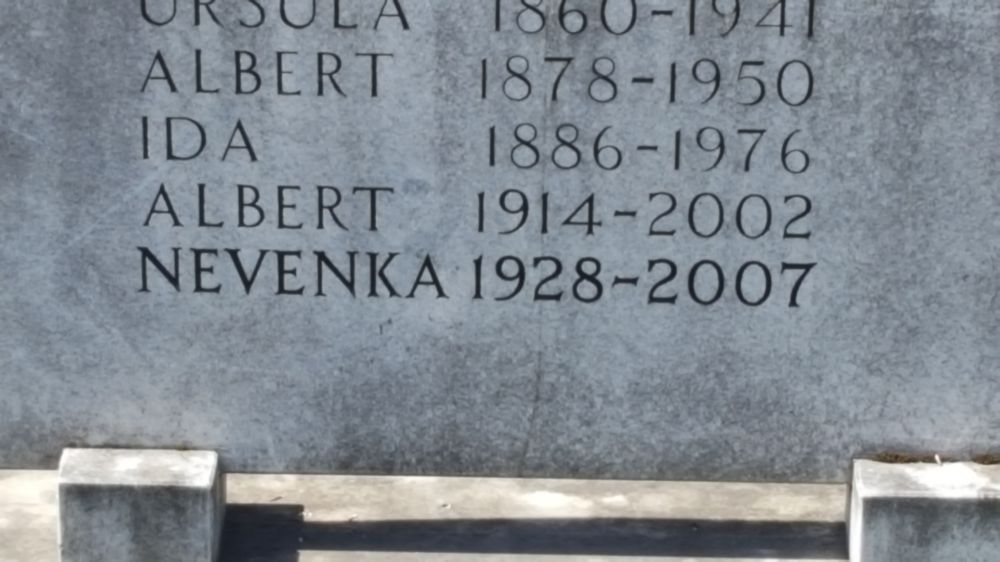 URSULA 1860-1941
ALBERT 1878-1950
IDA 1886-1976
ALBERT 1914-2002
NEVENKA 1928-2007